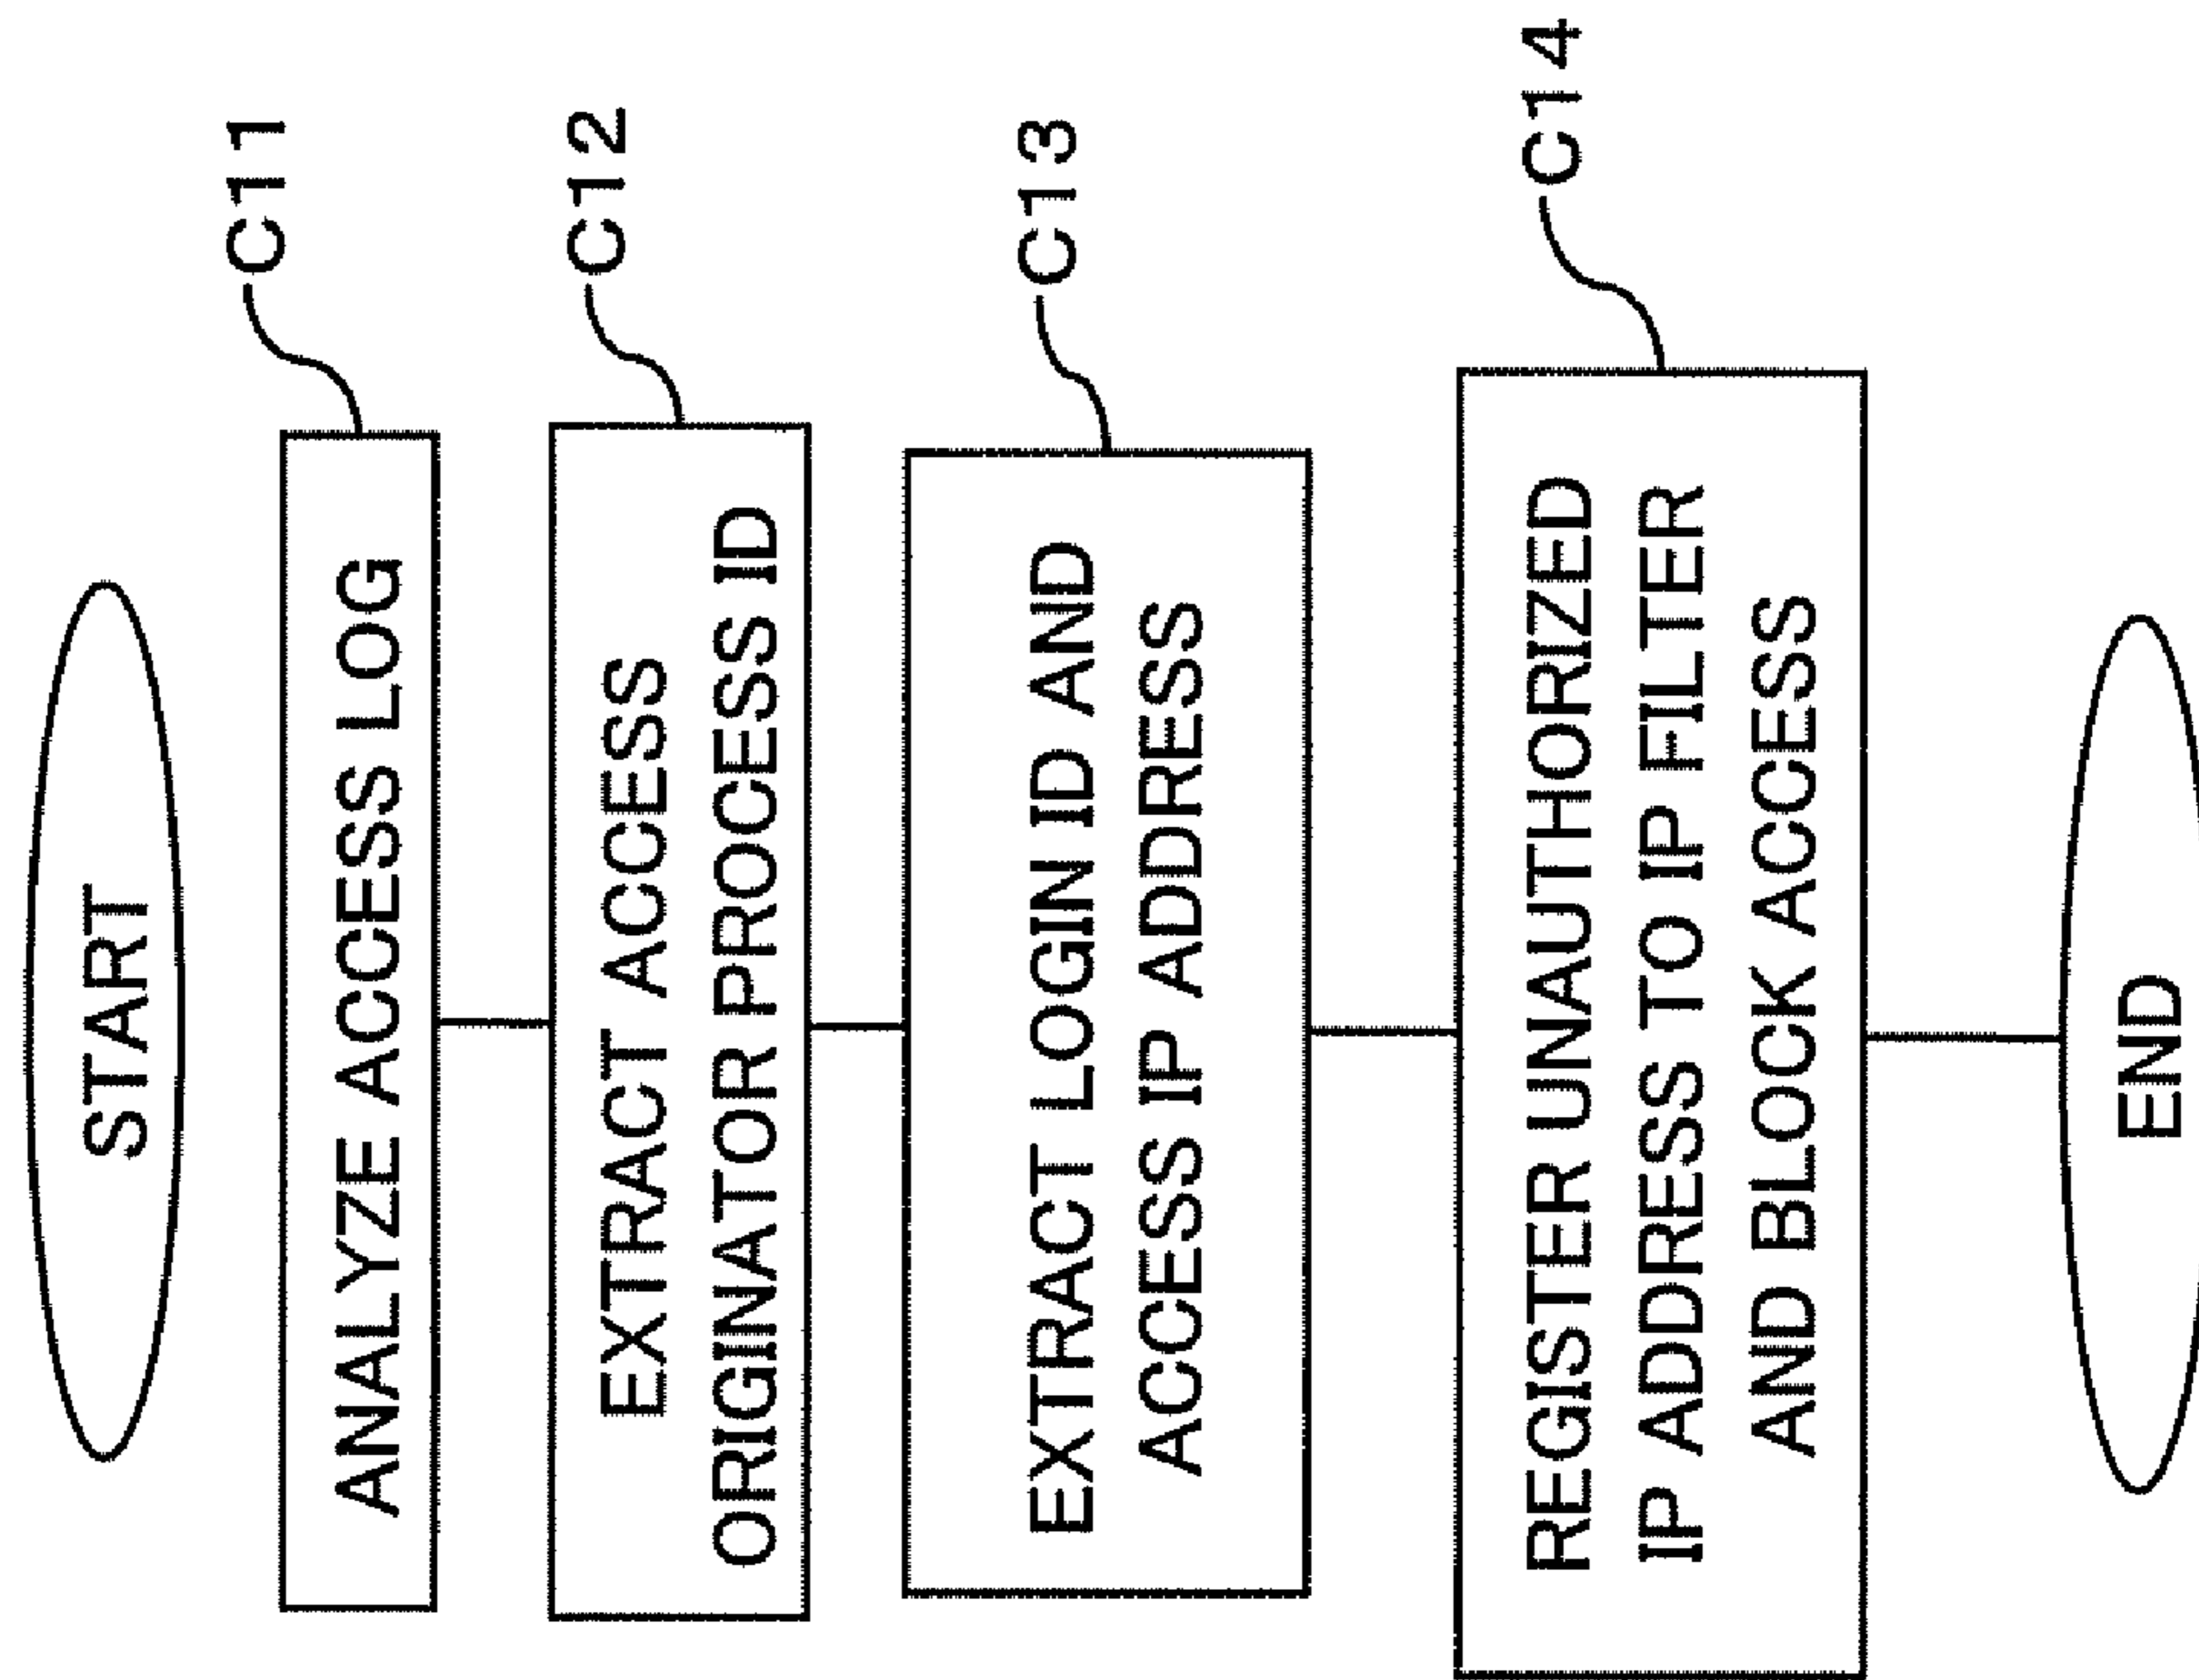 START
C11
ANALYZE ACCESS LOG
C12
EXTRACT ACCESS
ORIGINATOR PROCESS ID
C13
EXTRACT LOGIN ID AND
ACCESS IP ADDRESS
C14
REGISTER UNAUTHORIZED
IP ADDRESS TO IP FILTER
AND BLOCK ACCESS
END